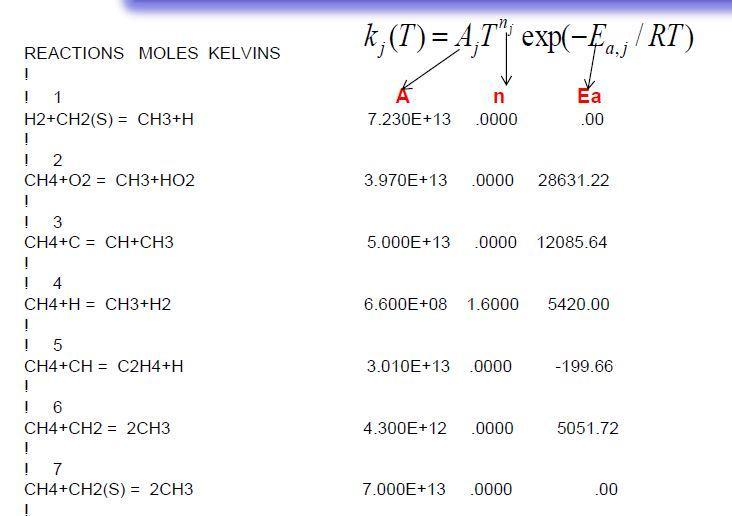 k_j(T) = A_jT^{n_j} exp(−E_{a,j} / RT)
REACTIONS MOLES KELVINS
!
! 1 A n Ea
H2+CH2(S) = CH3+H 7.230E+13 .0000 .00
!
! 2
CH4+O2 = CH3+HO2 3.970E+13 .0000 28631.22
!
! 3
CH4+C = CH+CH3 5.000E+13 .0000 12085.64
!
! 4
CH4+H = CH3+H2 6.600E+08 1.6000 5420.00
!
! 5
CH4+CH = C2H4+H 3.010E+13 .0000 -199.66
!
! 6
CH4+CH2 = 2CH3 4.300E+12 .0000 5051.72
!
! 7
CH4+CH2(S) = 2CH3 7.000E+13 .0000 .00
!